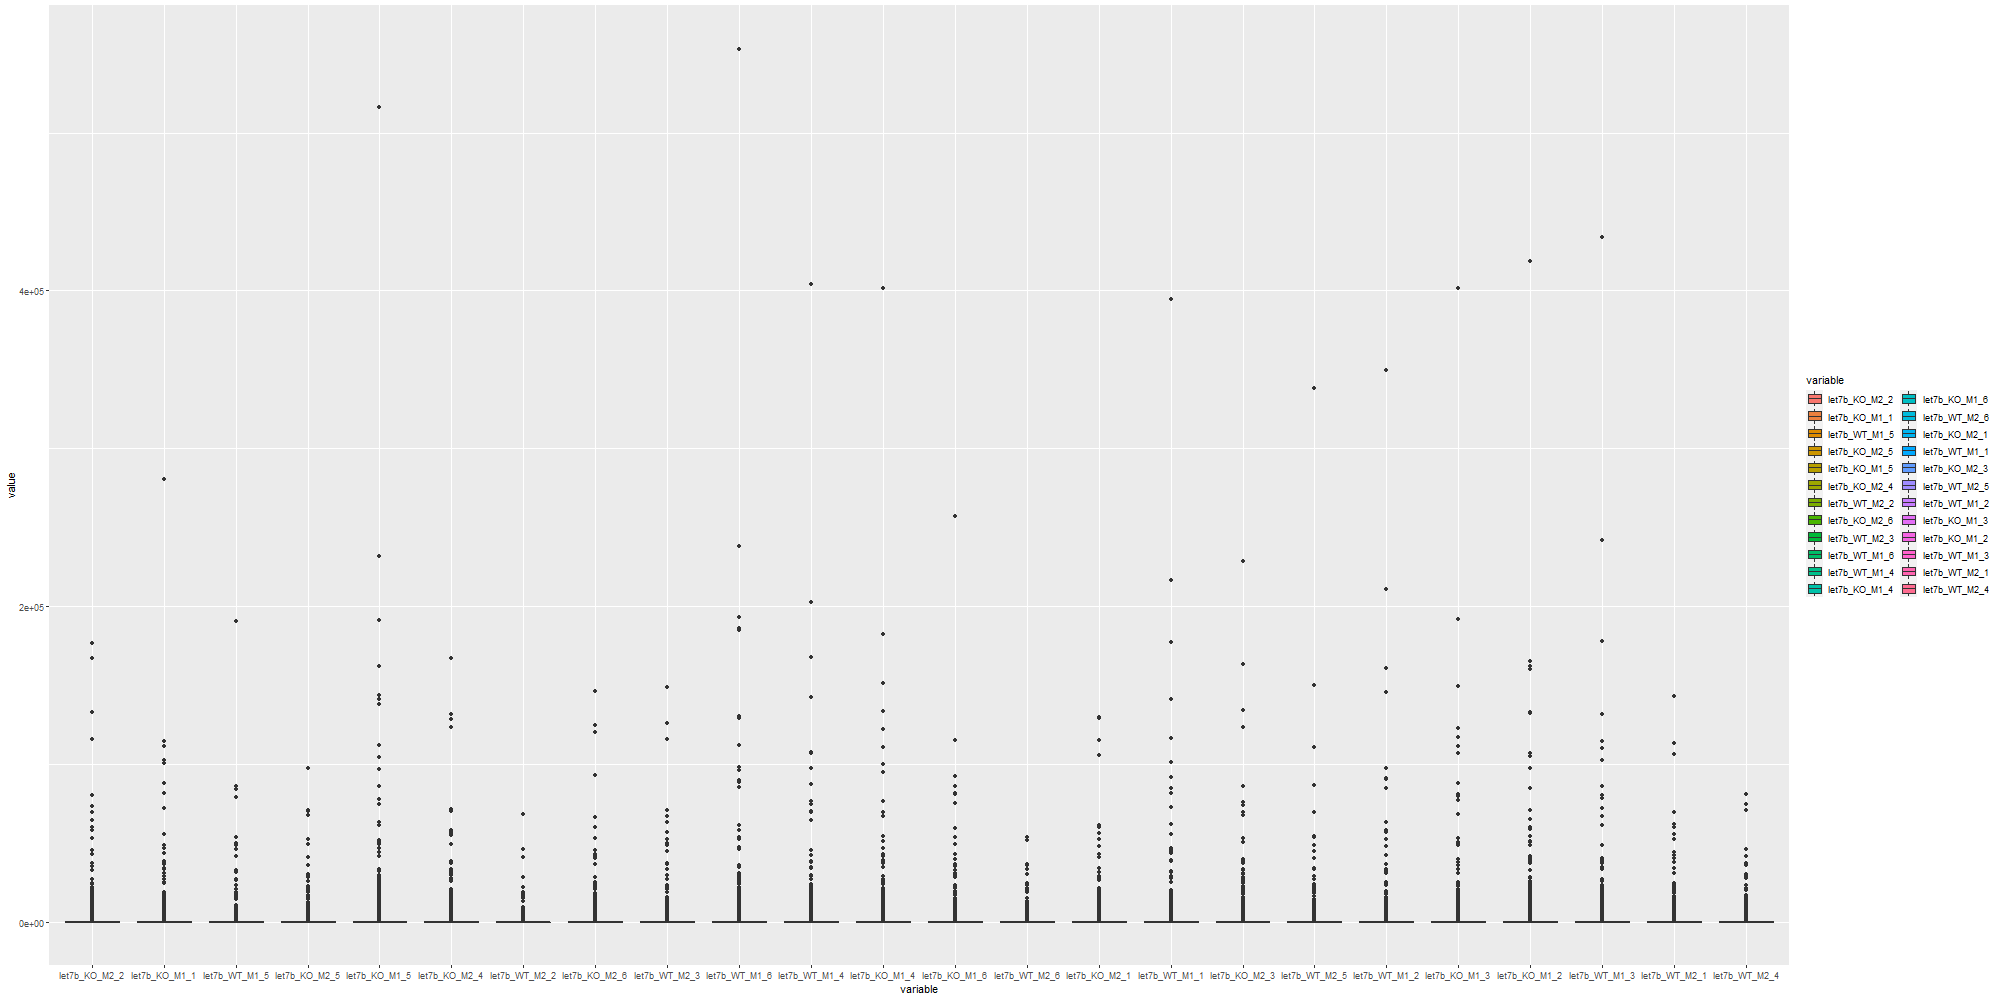 value
4e+05
2e+05
0e+00
let7b_KO_M2_2 let7b_KO_M1_1 let7b_WT_M1_5 let7b_KO_M2_5 let7b_KO_M1_5 let7b_KO_M2_4 let7b_WT_M2_2 let7b_KO_M2_6 let7b_WT_M2_3 let7b_WT_M1_6 let7b_WT_M1_4 let7b_KO_M1_4 let7b_KO_M1_6 let7b_WT_M2_6 let7b_KO_M2_1 let7b_WT_M1_1 let7b_KO_M2_3 let7b_WT_M2_5 let7b_WT_M1_2 let7b_KO_M1_3 let7b_KO_M1_2 let7b_WT_M1_3 let7b_WT_M2_1 let7b_WT_M2_4
variable
variable
let7b_KO_M2_2 let7b_KO_M1_6
let7b_KO_M1_1 let7b_WT_M2_6
let7b_WT_M1_5 let7b_KO_M2_1
let7b_KO_M2_5 let7b_WT_M1_1
let7b_KO_M1_5 let7b_KO_M2_3
let7b_KO_M2_4 let7b_WT_M2_5
let7b_WT_M2_2 let7b_WT_M1_2
let7b_KO_M2_6 let7b_KO_M1_3
let7b_WT_M2_3 let7b_KO_M1_2
let7b_WT_M1_6 let7b_WT_M1_3
let7b_WT_M1_4 let7b_WT_M2_1
let7b_KO_M1_4 let7b_WT_M2_4